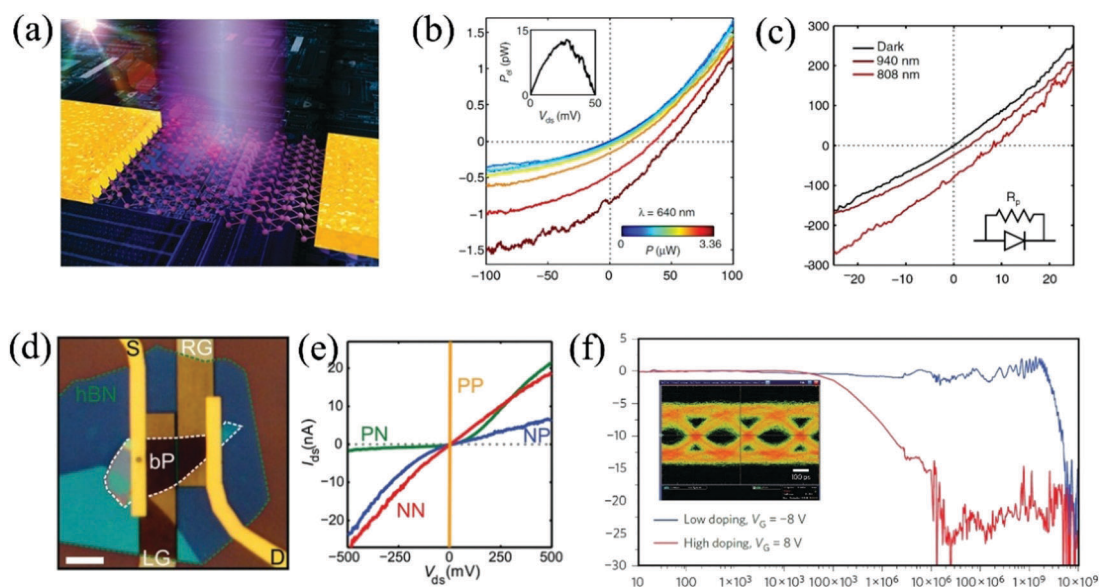 (a)
(b)
1.5
1.0
0.5
0
-0.5
-1
-1.5
-100
-50
0
50
100
P_el (pW)
15
0
0
50
V_ds (mV)
λ = 640 nm
0
3.36
P (μW)
(c)
300
200
100
0
-100
-200
-300
-20
-10
0
10
20
Dark
940 nm
808 nm
R_p
(d)
S
RG
hBN
bP
LG
D
(e)
20
10
0
-10
-20
I_ds(nA)
PP
PN
NP
NN
-500
-250
0
250
500
V_ds(mV)
(f)
5
0
-5
-10
-15
-20
-25
-30
100 ps
Low doping, V_G = −8 V
High doping, V_G = 8 V
10
100
1×10³
10×10³
100×10³
1×10⁶
10×10⁶
100×10⁶
1×10⁹